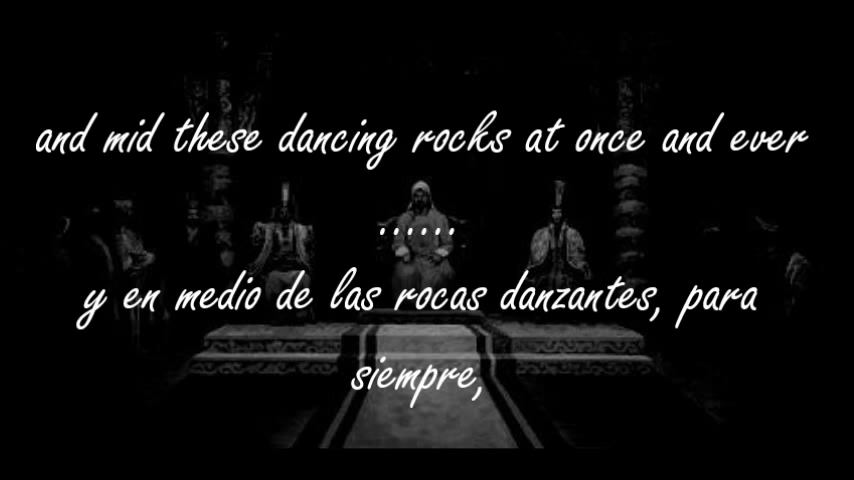 and mid these dancing rocks at once and ever
......
y en medio de las rocas danzantes, para
siempre,